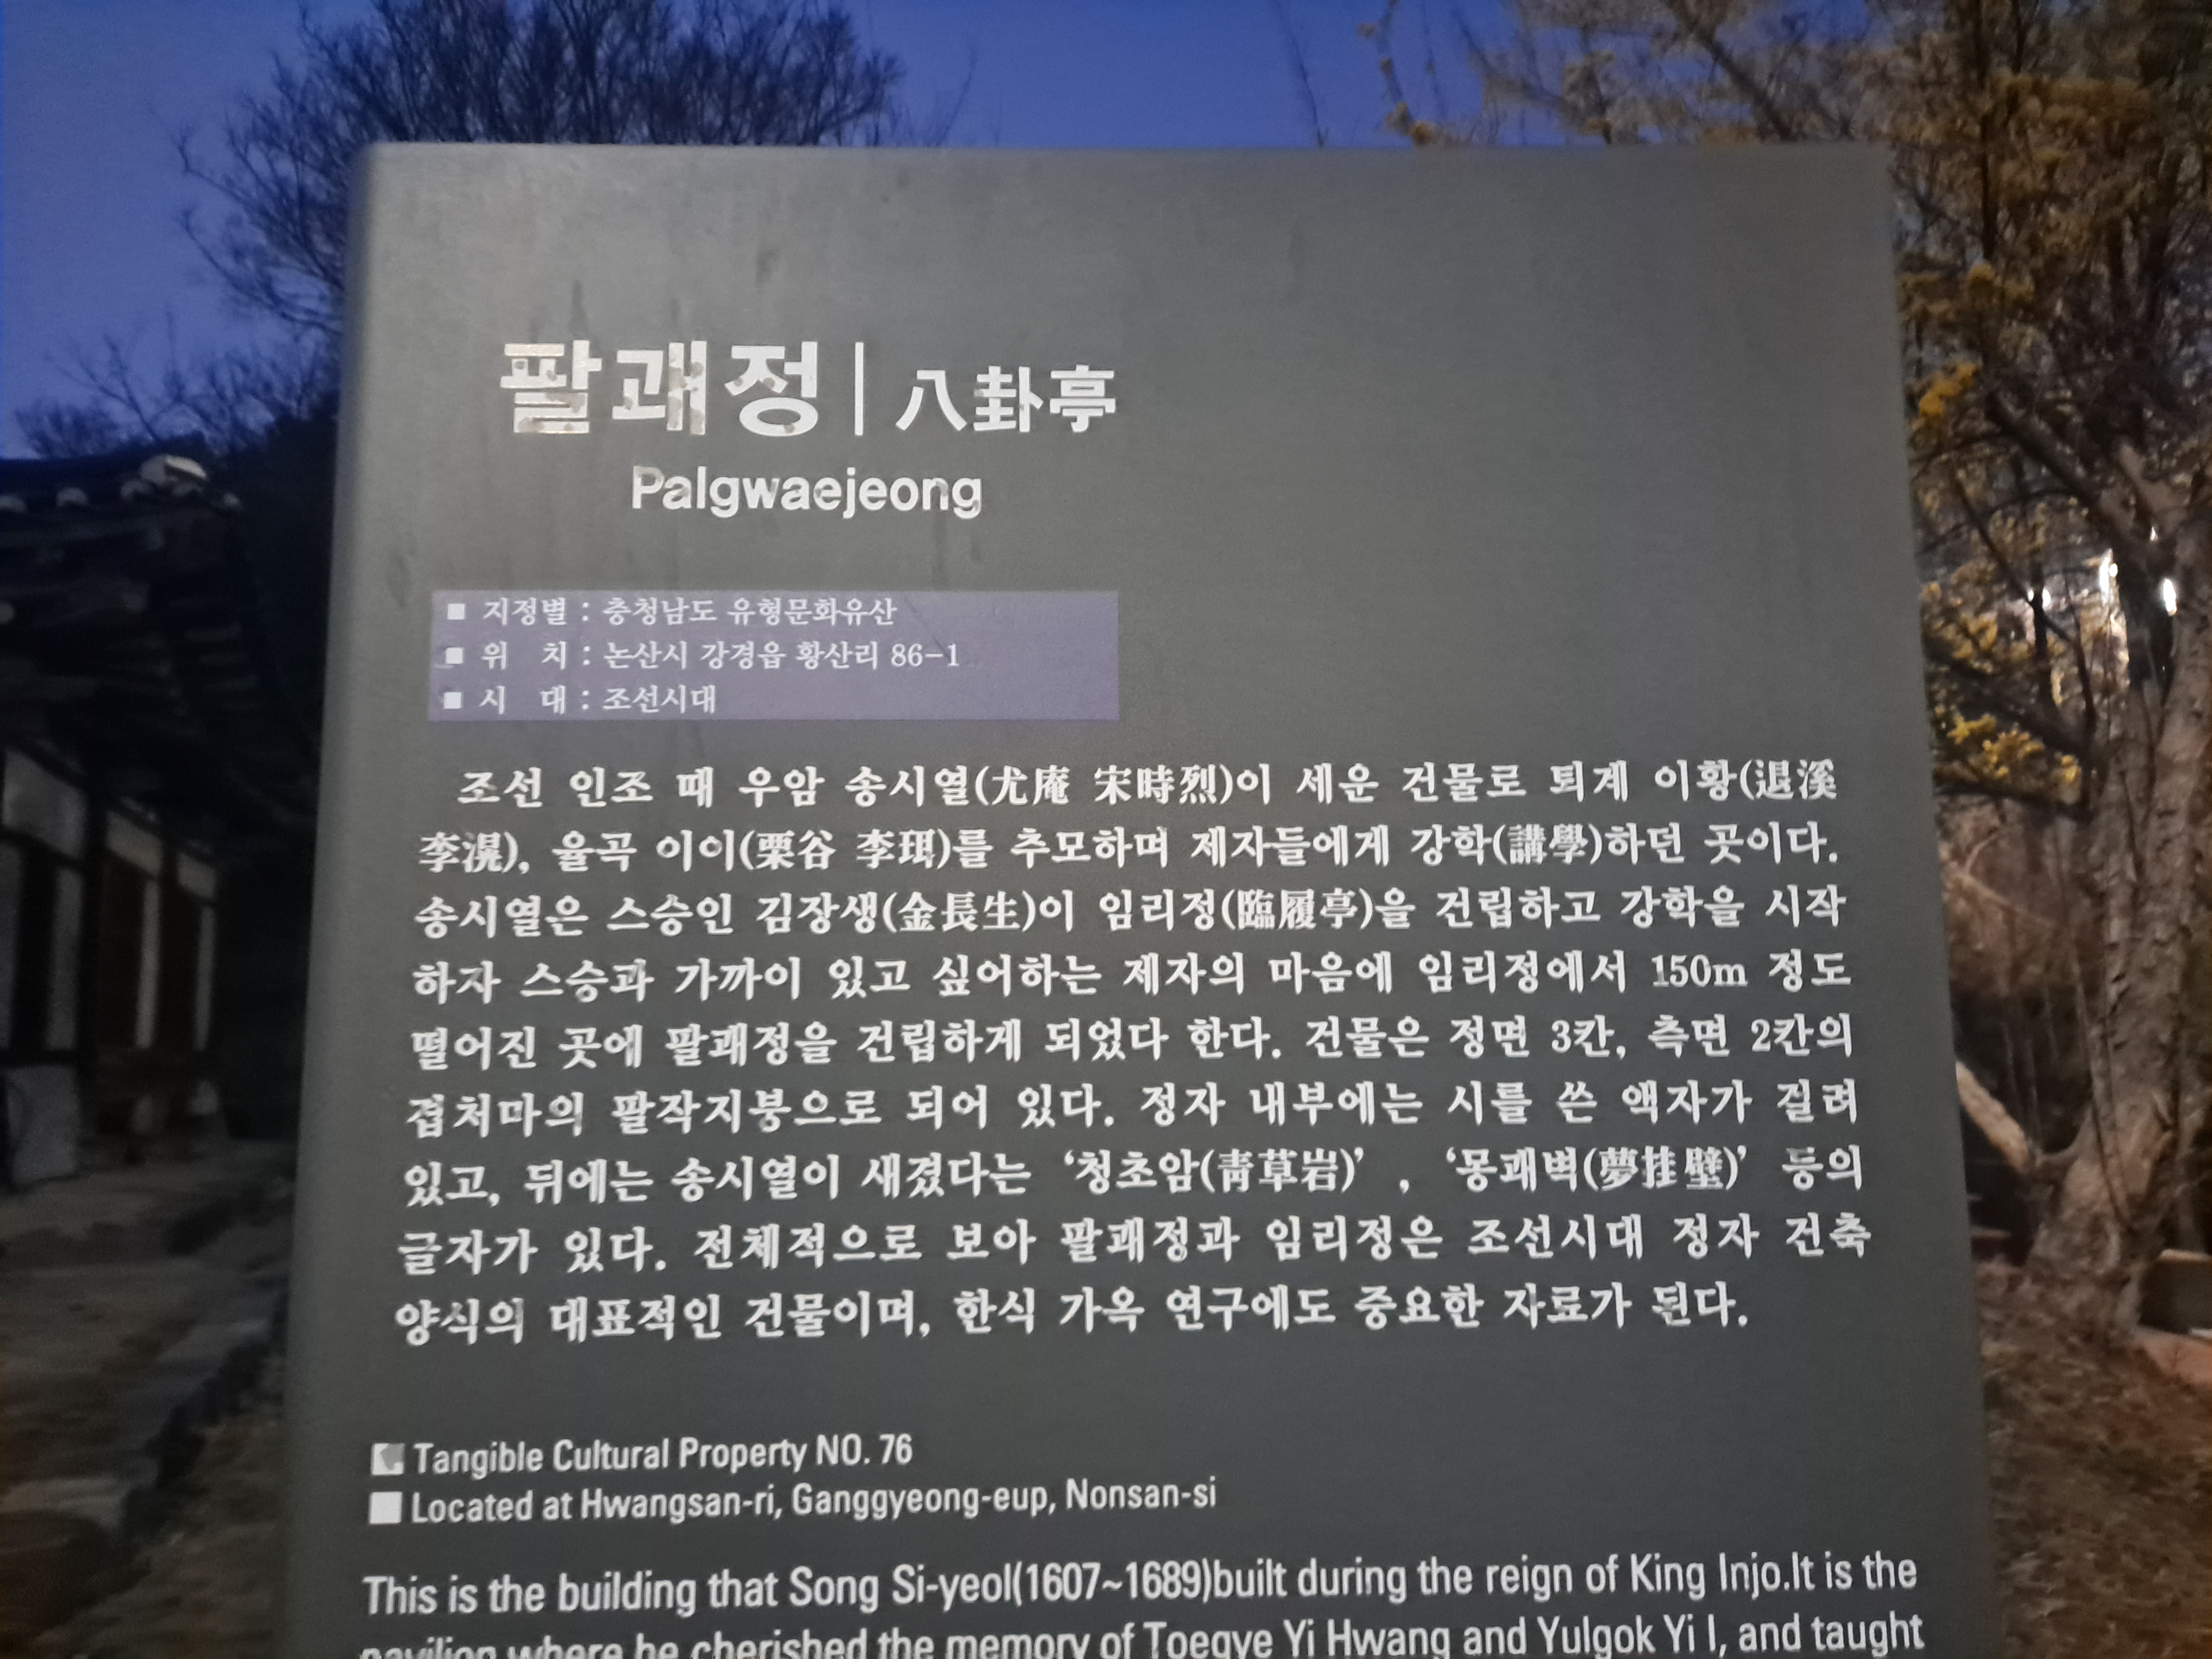 팔괘정 | 八卦亭
Palgwaejeong
■ 지정별 : 충청남도 유형문화유산
■ 위 치 : 논산시 강경읍 황산리 86-1
■ 시 대 : 조선시대
조선 인조 때 우암 송시열(尤庵 宋時烈)이 세운 건물로 퇴계 이황(退溪
李滉), 율곡 이이(栗谷 李珥)를 추모하며 제자들에게 강학(講學)하던 곳이다.
송시열은 스승인 김장생(金長生)이 임리정(臨履亭)을 건립하고 강학을 시작
하자 스승과 가까이 있고 싶어하는 제자의 마음에 임리정에서 150m 정도
떨어진 곳에 팔괘정을 건립하게 되었다 한다. 건물은 정면 3칸, 측면 2칸의
겹처마의 팔작지붕으로 되어 있다. 정자 내부에는 시를 쓴 액자가 걸려
있고, 뒤에는 송시열이 새겼다는 ‘청초암(靑草岩)’, ‘몽괘벽(夢挂壁)’ 등의
글자가 있다. 전체적으로 보아 팔괘정과 임리정은 조선시대 정자 건축
양식의 대표적인 건물이며, 한식 가옥 연구에도 중요한 자료가 된다.
■ Tangible Cultural Property NO. 76
■ Located at Hwangsan-ri, Ganggyeong-eup, Nonsan-si
This is the building that Song Si-yeol(1607~1689)built during the reign of King Injo.It is the
pavilion where he cherished the memory of Toegye Yi Hwang and Yulgok Yi I, and taught